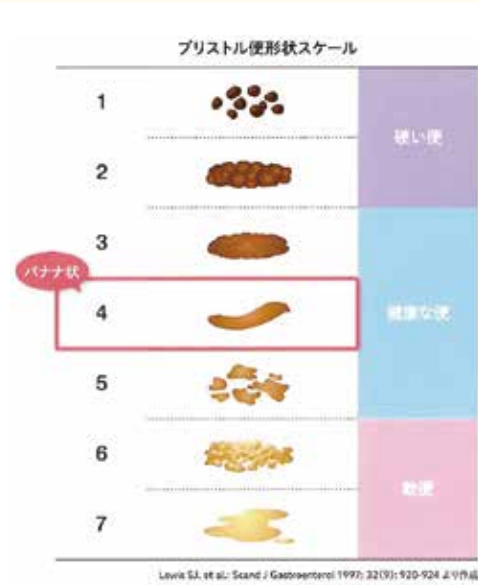 ブリストル便形状スケール
1
硬い便
2
3
バナナ状
4
健康な便
5
6
軟便
7
Lewis SJ, et al.: Scand J Gastroenterol 1997; 32(9): 920-924 より作成